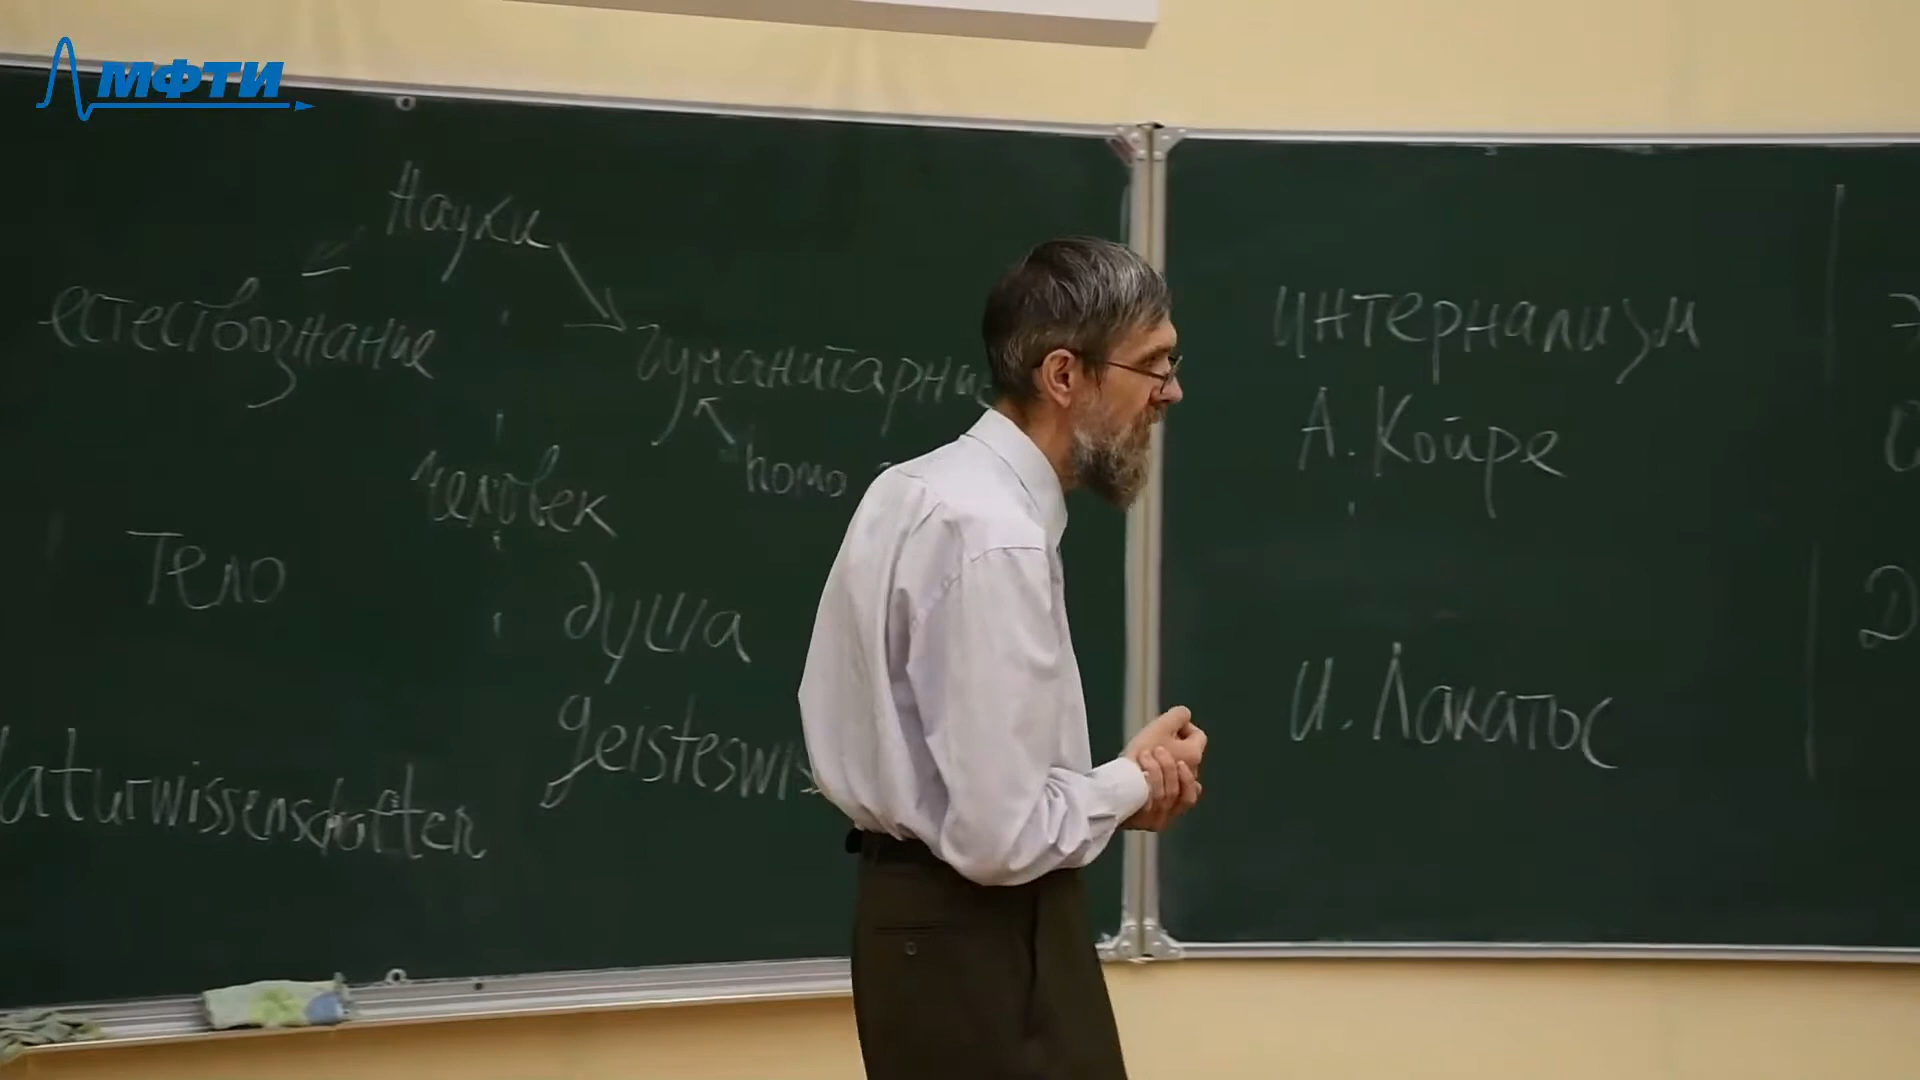 МФТИ
Науки
естествознание
гуманитарные
homo
человек
Тело
душа
geisteswis
Naturwissenschaften
интернализм
А. Койре
И. Лакатос